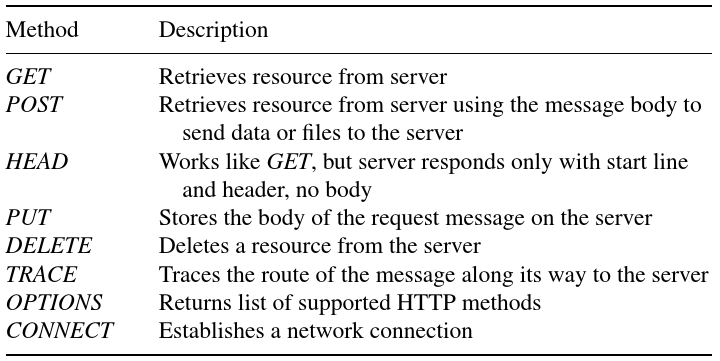 Method Description
GET Retrieves resource from server
POST Retrieves resource from server using the message body to
send data or files to the server
HEAD Works like GET, but server responds only with start line
and header, no body
PUT Stores the body of the request message on the server
DELETE Deletes a resource from the server
TRACE Traces the route of the message along its way to the server
OPTIONS Returns list of supported HTTP methods
CONNECT Establishes a network connection